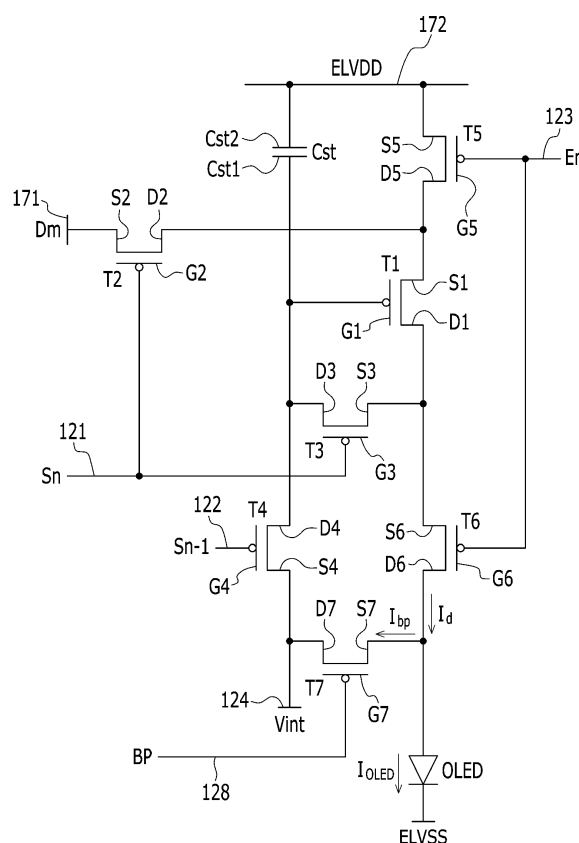 172
ELVDD
Cst2
Cst
Cst1
S5
T5
123
D5
En
G5
171
S2
D2
Dm
T2
G2
T1
S1
G1
D1
D3
S3
121
T3
G3
Sn
122
T4
D4
S6
T6
Sn-1
G4
S4
D6
G6
D7
S7
Ibp
Id
124
T7
G7
Vint
BP
128
IOLED
OLED
ELVSS